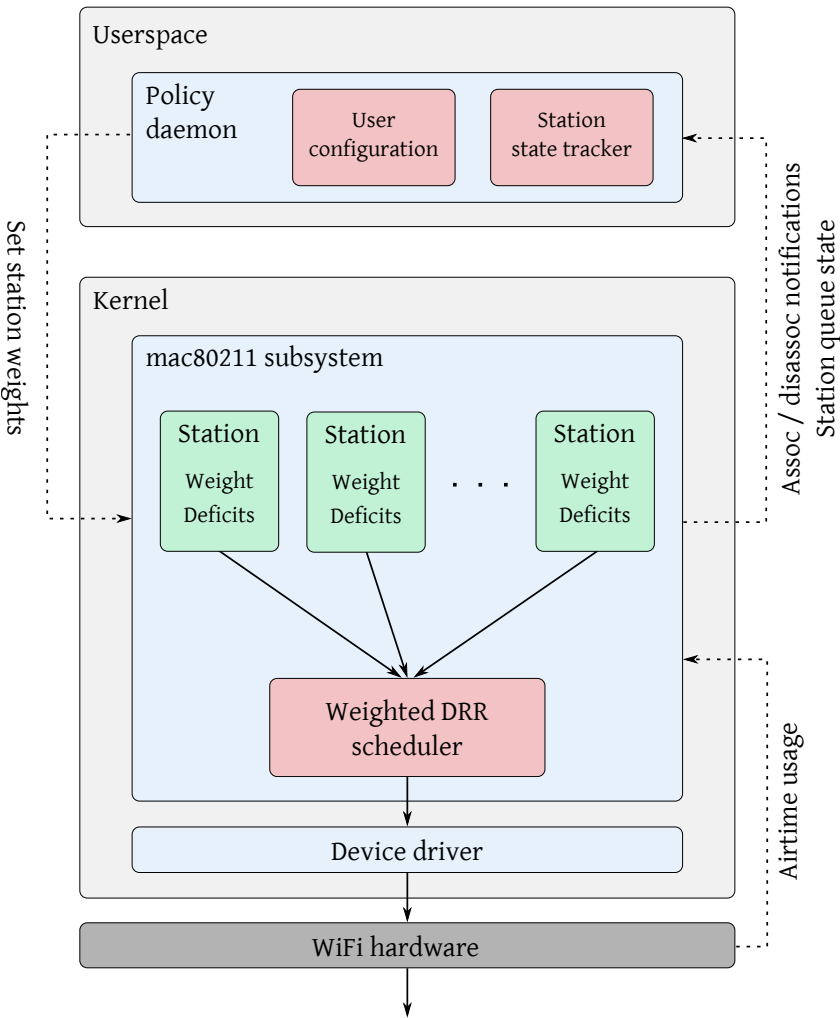 Userspace
Policy
daemon
User
configuration
Station
state tracker
Set station weights
Assoc / disassoc notifications
Station queue state
Kernel
mac80211 subsystem
Station
Weight
Deficits
Station
Weight
Deficits
. . .
Station
Weight
Deficits
Weighted DRR
scheduler
Airtime usage
Device driver
WiFi hardware